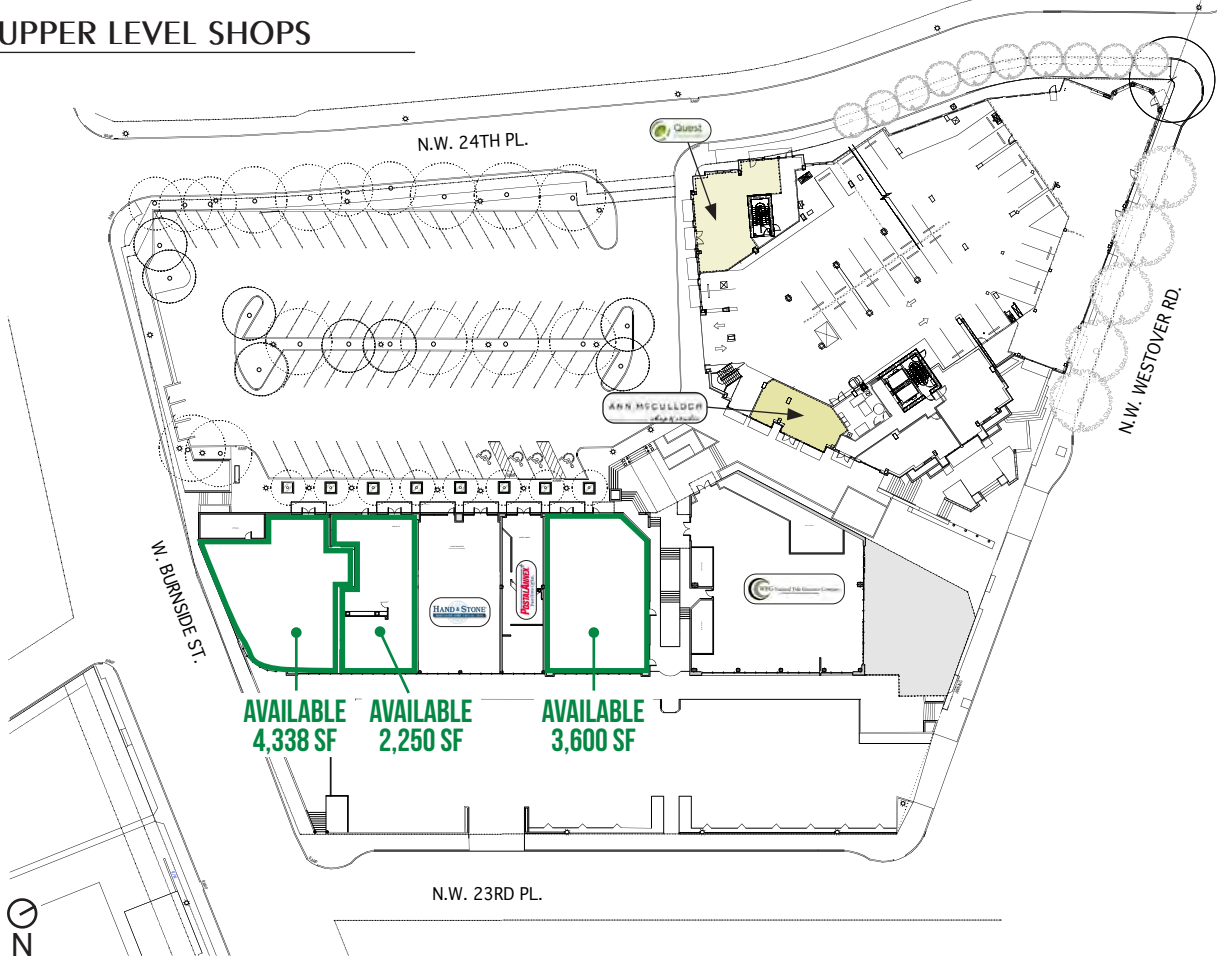 UPPER LEVEL SHOPS
N.W. 24TH PL.
Quest
ANN MCCULLOCH
N.W. WESTOVER RD.
W. BURNSIDE ST.
HAND & STONE
POSTALANNEX
AVAILABLE
4,338 SF
AVAILABLE
2,250 SF
AVAILABLE
3,600 SF
N.W. 23RD PL.
N